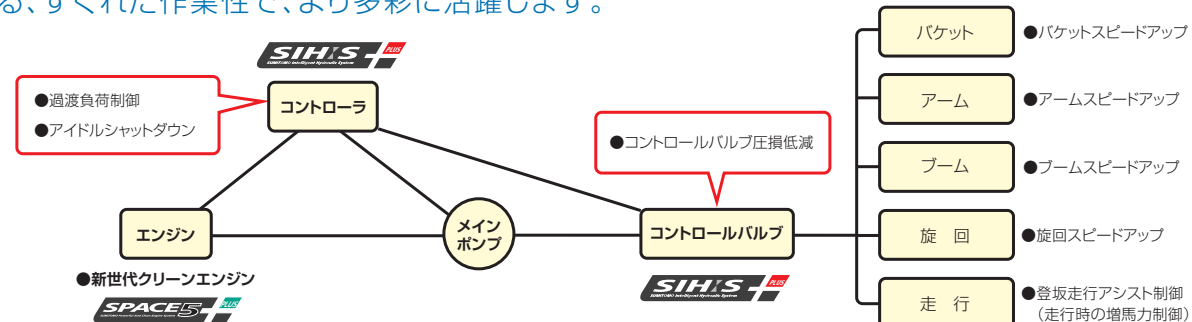 る、すぐれた作業性で、より多彩に活躍します。
SIH:S PLUS
SUMITOMO Intelligent Hydraulic System
●過渡負荷制御
●アイドルシャットダウン
コントローラ
●コントロールバルブ圧損低減
エンジン
メイン
ポンプ
コントロールバルブ
●新世代クリーンエンジン
SPACE5 PLUS
SIH:S PLUS
SUMITOMO Intelligent Hydraulic System
バケット
●バケットスピードアップ
アーム
●アームスピードアップ
ブーム
●ブームスピードアップ
旋 回
●旋回スピードアップ
走 行
●登坂走行アシスト制御
(走行時の増馬力制御)